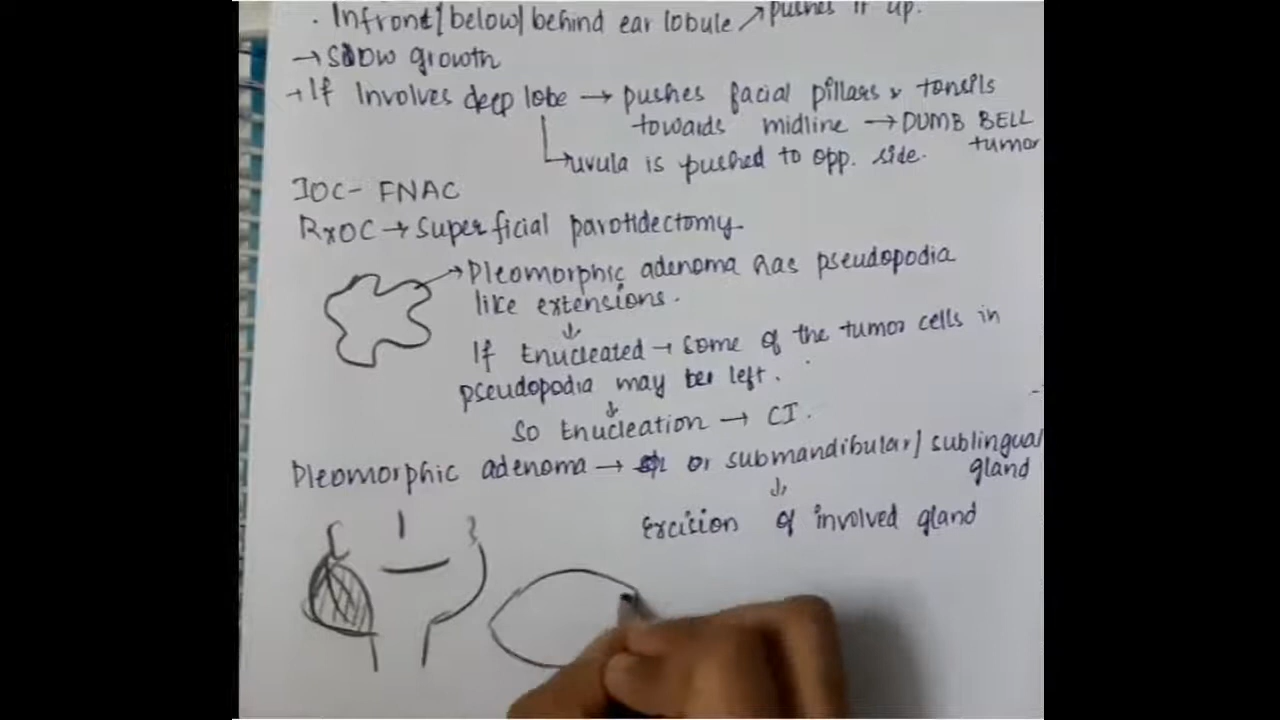 . Infront/below/behind ear lobule ↗ pushes it up.
→ Slow growth
→ If Involves deep lobe → pushes facial pillars & tonsils
towards midline → DUMB BELL
tumor
↳ uvula is pushed to opp. side.
IOC- FNAC
RxOC → Superficial parotidectomy.
→ Pleomorphic adenoma has pseudopodia
like extensions.
↓
If Enucleated → some of the tumor cells in
pseudopodia may be left.
↓
So Enucleation → CI.
Pleomorphic adenoma → or submandibular/sublingual
gland
↓
Excision of involved gland